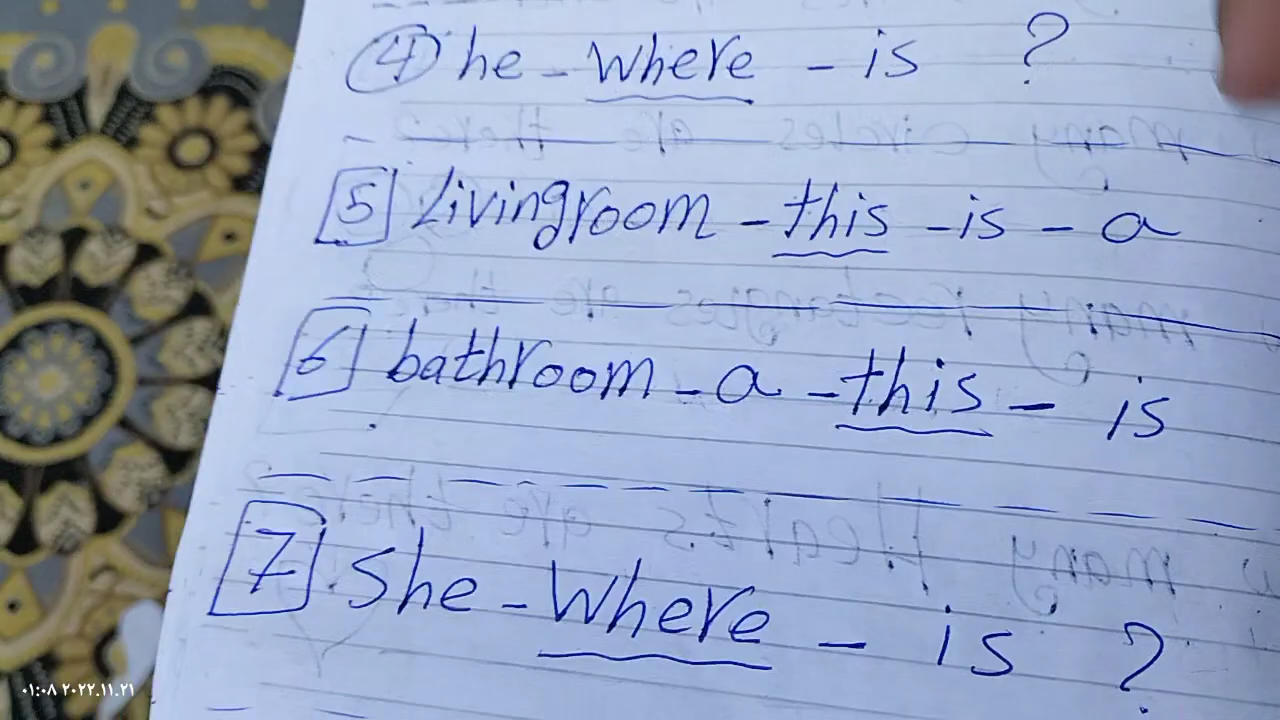 ④ he - where - is ?
5 Livingroom - this - is - a
6 bathroom - a - this - is
7 She - Where - is ?
٠١:٠٨ ٢٠٢٢.١١.٢١